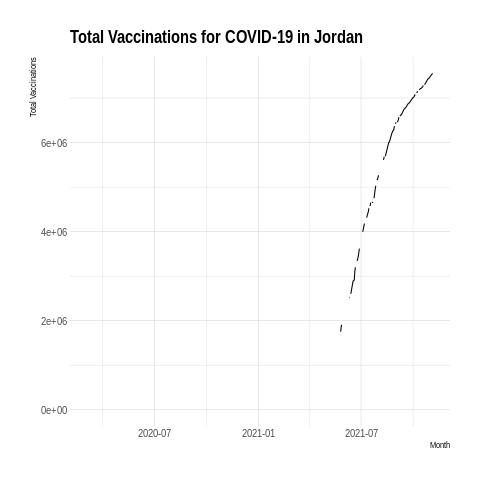 Total Vaccinations for COVID-19 in Jordan
Total Vaccinations
6e+06
4e+06
2e+06
0e+00
2020-07 2021-01 2021-07
Month